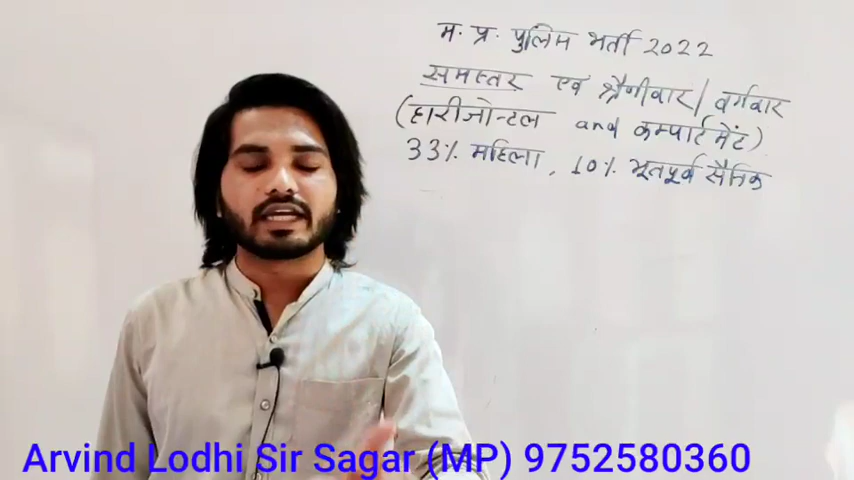 म. प्र. पुलिस भर्ती 2022
समस्तर एवं श्रेणीवार/ वर्गवार
(हारीजोन्टल and कम्पार्टमेंट)
33% महिला, 10% भूतपूर्व सैनिक
Arvind Lodhi Sir Sagar (MP) 9752580360